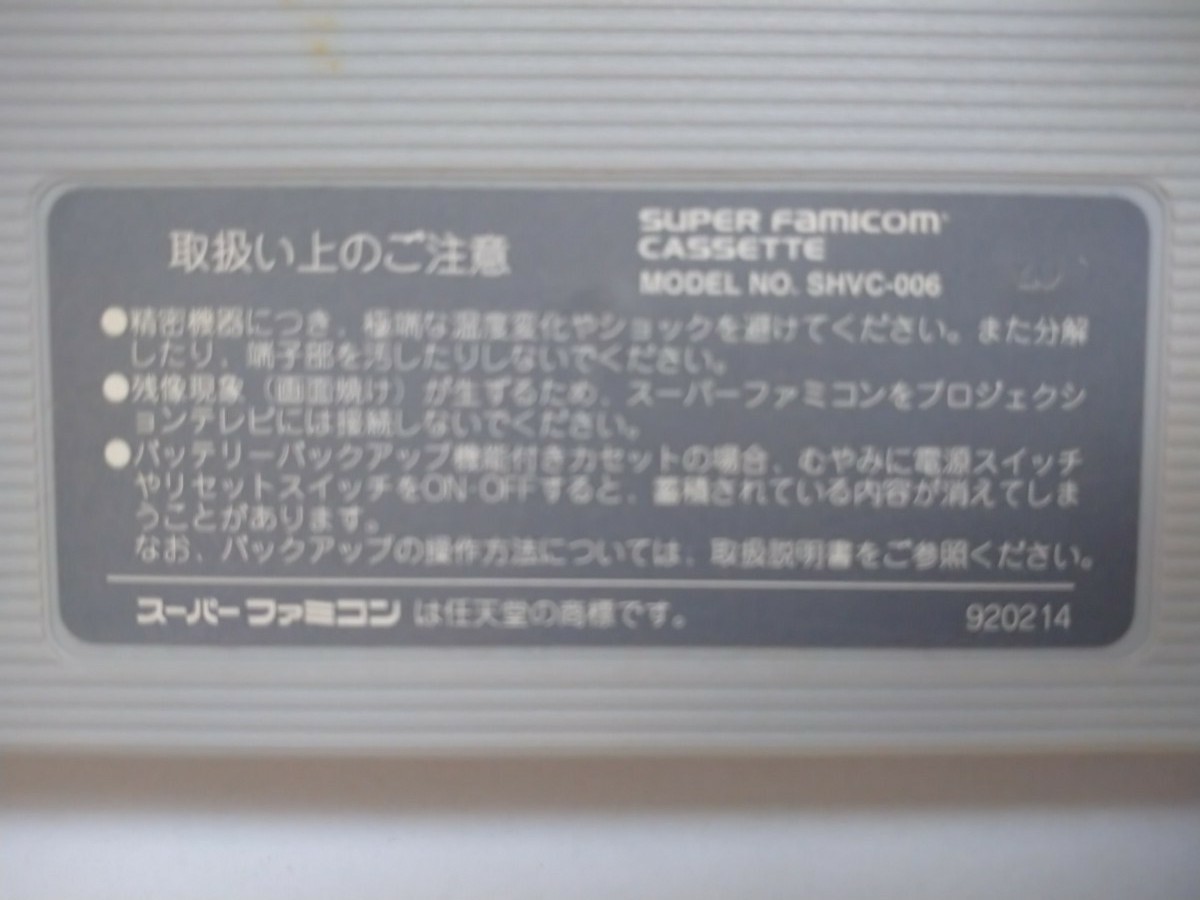 取扱い上のご注意
SUPER FAMICOM
CASSETTE
MODEL NO. SHVC-006
●精密機器につき、極端な温度変化やショックを避けてください。また分解
したり、端子部を汚したりしないでください。
●残像現象（画面焼け）が生ずるため、スーパーファミコンをプロジェクシ
ョンテレビには接続しないでください。
●バッテリーバックアップ機能付きカセットの場合、むやみに電源スイッチ
やリセットスイッチをON・OFFすると、蓄積されている内容が消えてしま
うことがあります。
なお、バックアップの操作方法については、取扱説明書をご参照ください。
スーパーファミコンは任天堂の商標です。
920214